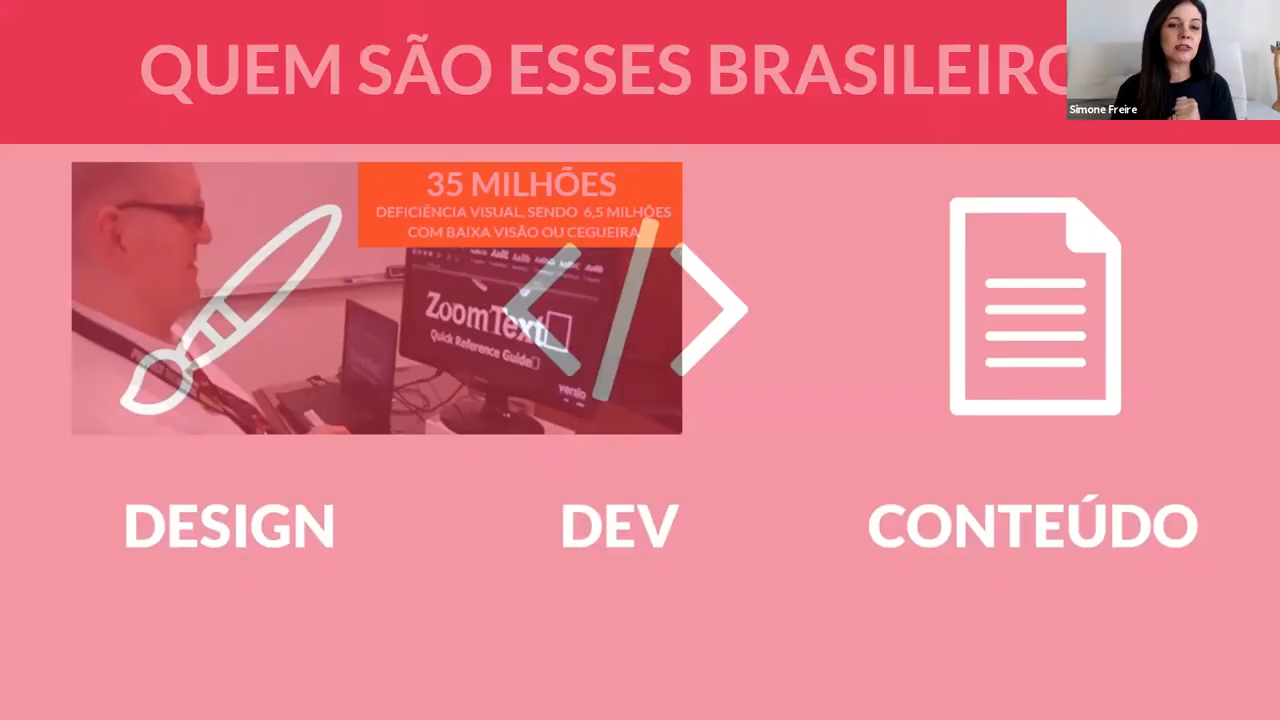 QUEM SÃO ESSES BRASILEIRO
Simone Freire
35 MILHÕES
DEFICIÊNCIA VISUAL, SENDO 6,5 MILHÕES
COM BAIXA VISÃO OU CEGUEIRA
ZoomText
Quick Reference Guide
</>
DESIGN
DEV
CONTEÚDO